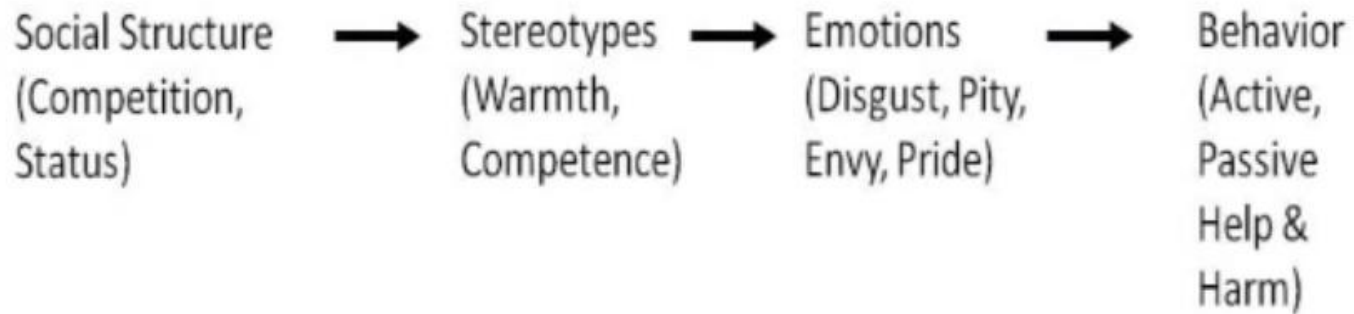 Social Structure
(Competition,
Status)
Stereotypes
(Warmth,
Competence)
Emotions
(Disgust, Pity,
Envy, Pride)
Behavior
(Active,
Passive
Help &
Harm)